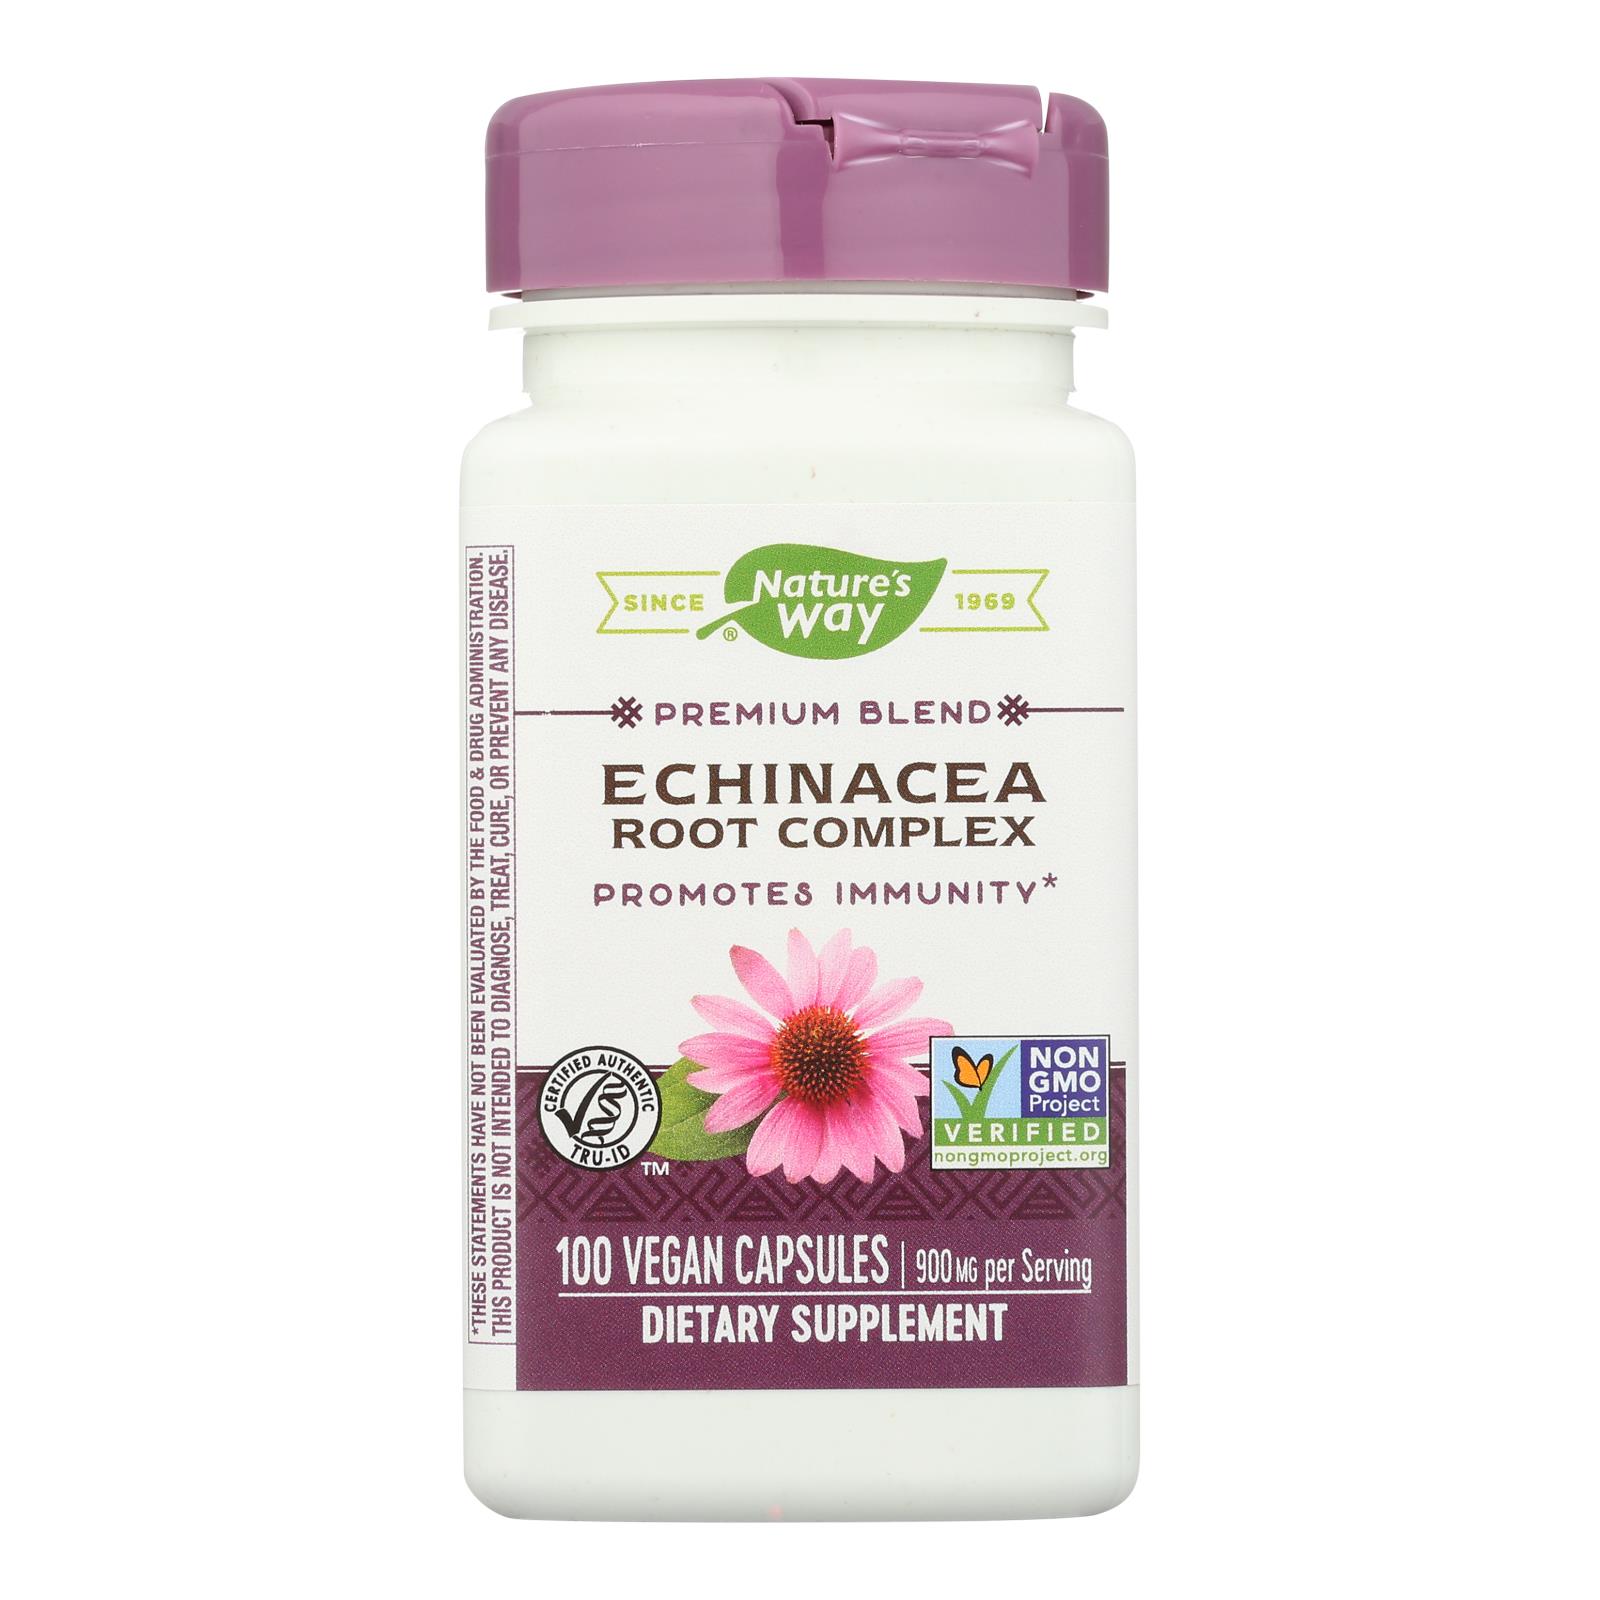 SINCE
Nature's
Way
®
1969
PREMIUM BLEND
ECHINACEA
ROOT COMPLEX
PROMOTES IMMUNITY*
CERTIFIED AUTHENTIC
TRU-ID
TM
NON
GMO
Project
VERIFIED
nongmoproject.org
100 VEGAN CAPSULES | 900 MG per Serving
DIETARY SUPPLEMENT
*THESE STATEMENTS HAVE NOT BEEN EVALUATED BY THE FOOD & DRUG ADMINISTRATION.
THIS PRODUCT IS NOT INTENDED TO DIAGNOSE, TREAT, CURE, OR PREVENT ANY DISEASE.